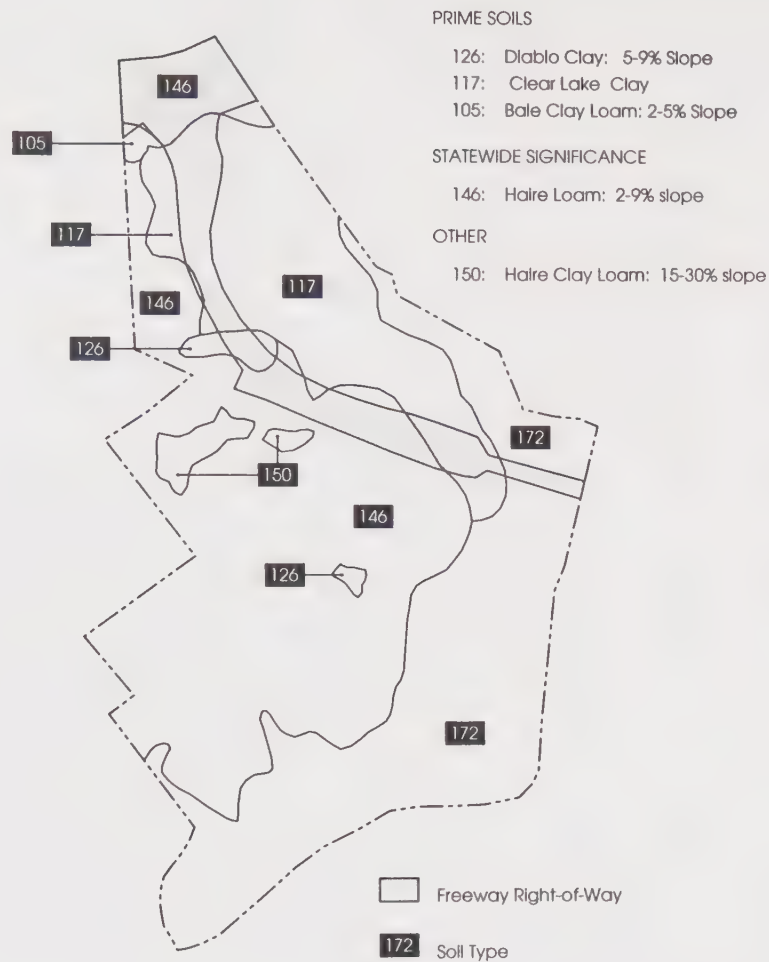 PRIME SOILS
126: Diablo Clay: 5-9% Slope
117: Clear Lake Clay
105: Bale Clay Loam: 2-5% Slope
STATEWIDE SIGNIFICANCE
146: Haire Loam: 2-9% slope
OTHER
150: Haire Clay Loam: 15-30% slope
146
105
117
117
146
126
172
150
146
126
172
Freeway Right-of-Way
172 Soil Type